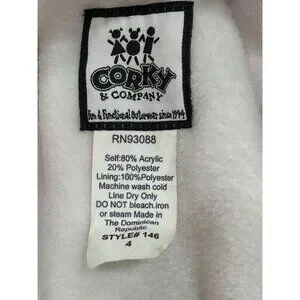 CORKY
& COMPANY
Fun & Functional Outerwear since 1994
RN93088
Self:80% Acrylic
20% Polyester
Lining:100%Polyester
Machine wash cold
Line Dry Only
DO NOT bleach.iron
or steam Made in
The Dominican
Republic
STYLE# 146
4